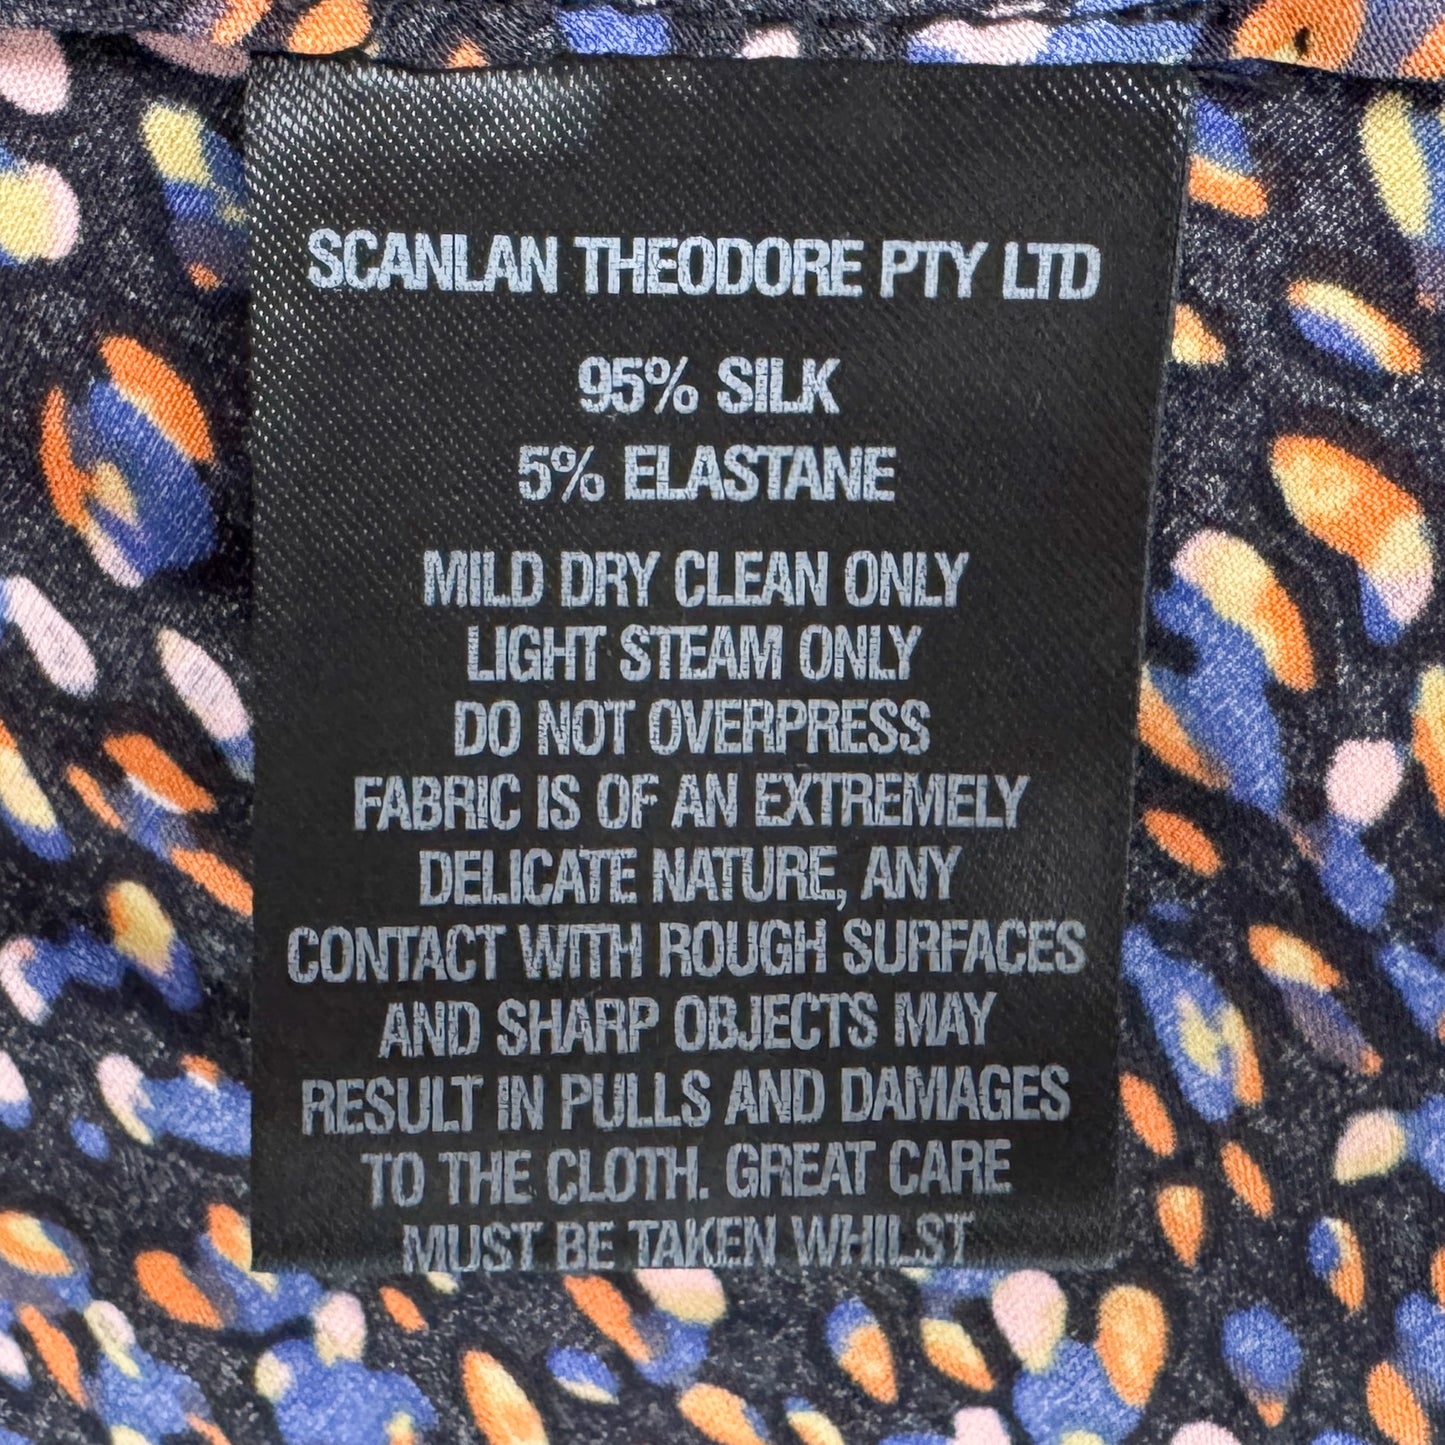 SCANLAN THEODORE PTY LTD
95% SILK
5% ELASTANE
MILD DRY CLEAN ONLY
LIGHT STEAM ONLY
DO NOT OVERPRESS
FABRIC IS OF AN EXTREMELY
DELICATE NATURE, ANY
CONTACT WITH ROUGH SURFACES
AND SHARP OBJECTS MAY
RESULT IN PULLS AND DAMAGES
TO THE CLOTH. GREAT CARE
MUST BE TAKEN WHILST